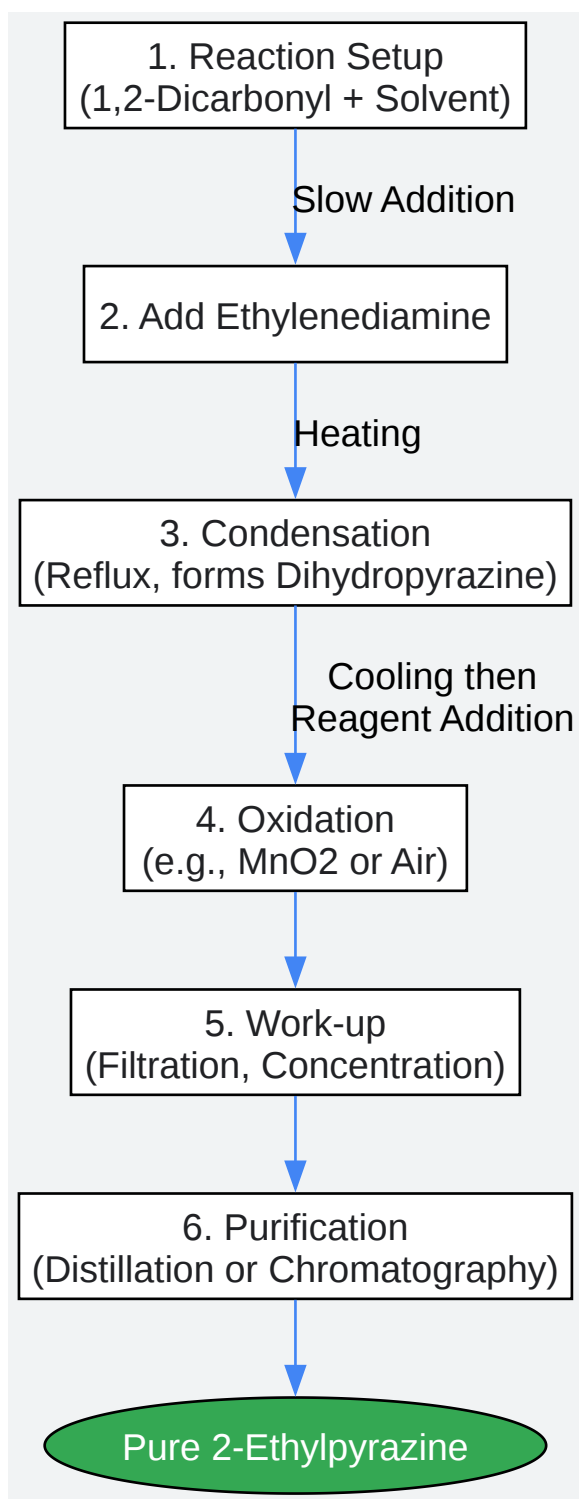 1. Reaction Setup
(1,2-Dicarbonyl + Solvent)
Slow Addition
2. Add Ethylenediamine
Heating
3. Condensation
(Reflux, forms Dihydropyrazine)
Cooling then
Reagent Addition
4. Oxidation
(e.g., MnO2 or Air)
5. Work-up
(Filtration, Concentration)
6. Purification
(Distillation or Chromatography)
Pure 2-Ethylpyrazine